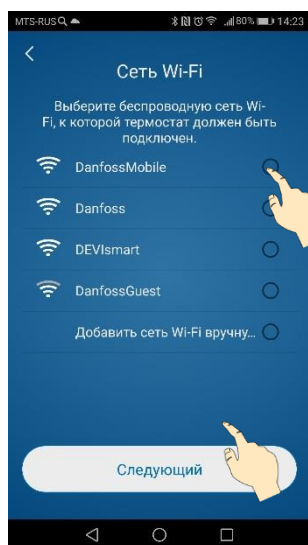 MTS-RUS 80% 14:23
Сеть Wi-Fi
Выберите беспроводную сеть Wi-
Fi, к которой термостат должен быть
подключен.
DanfossMobile
Danfoss
DEVIsmart
DanfossGuest
Добавить сеть Wi-Fi вручну...
Следующий